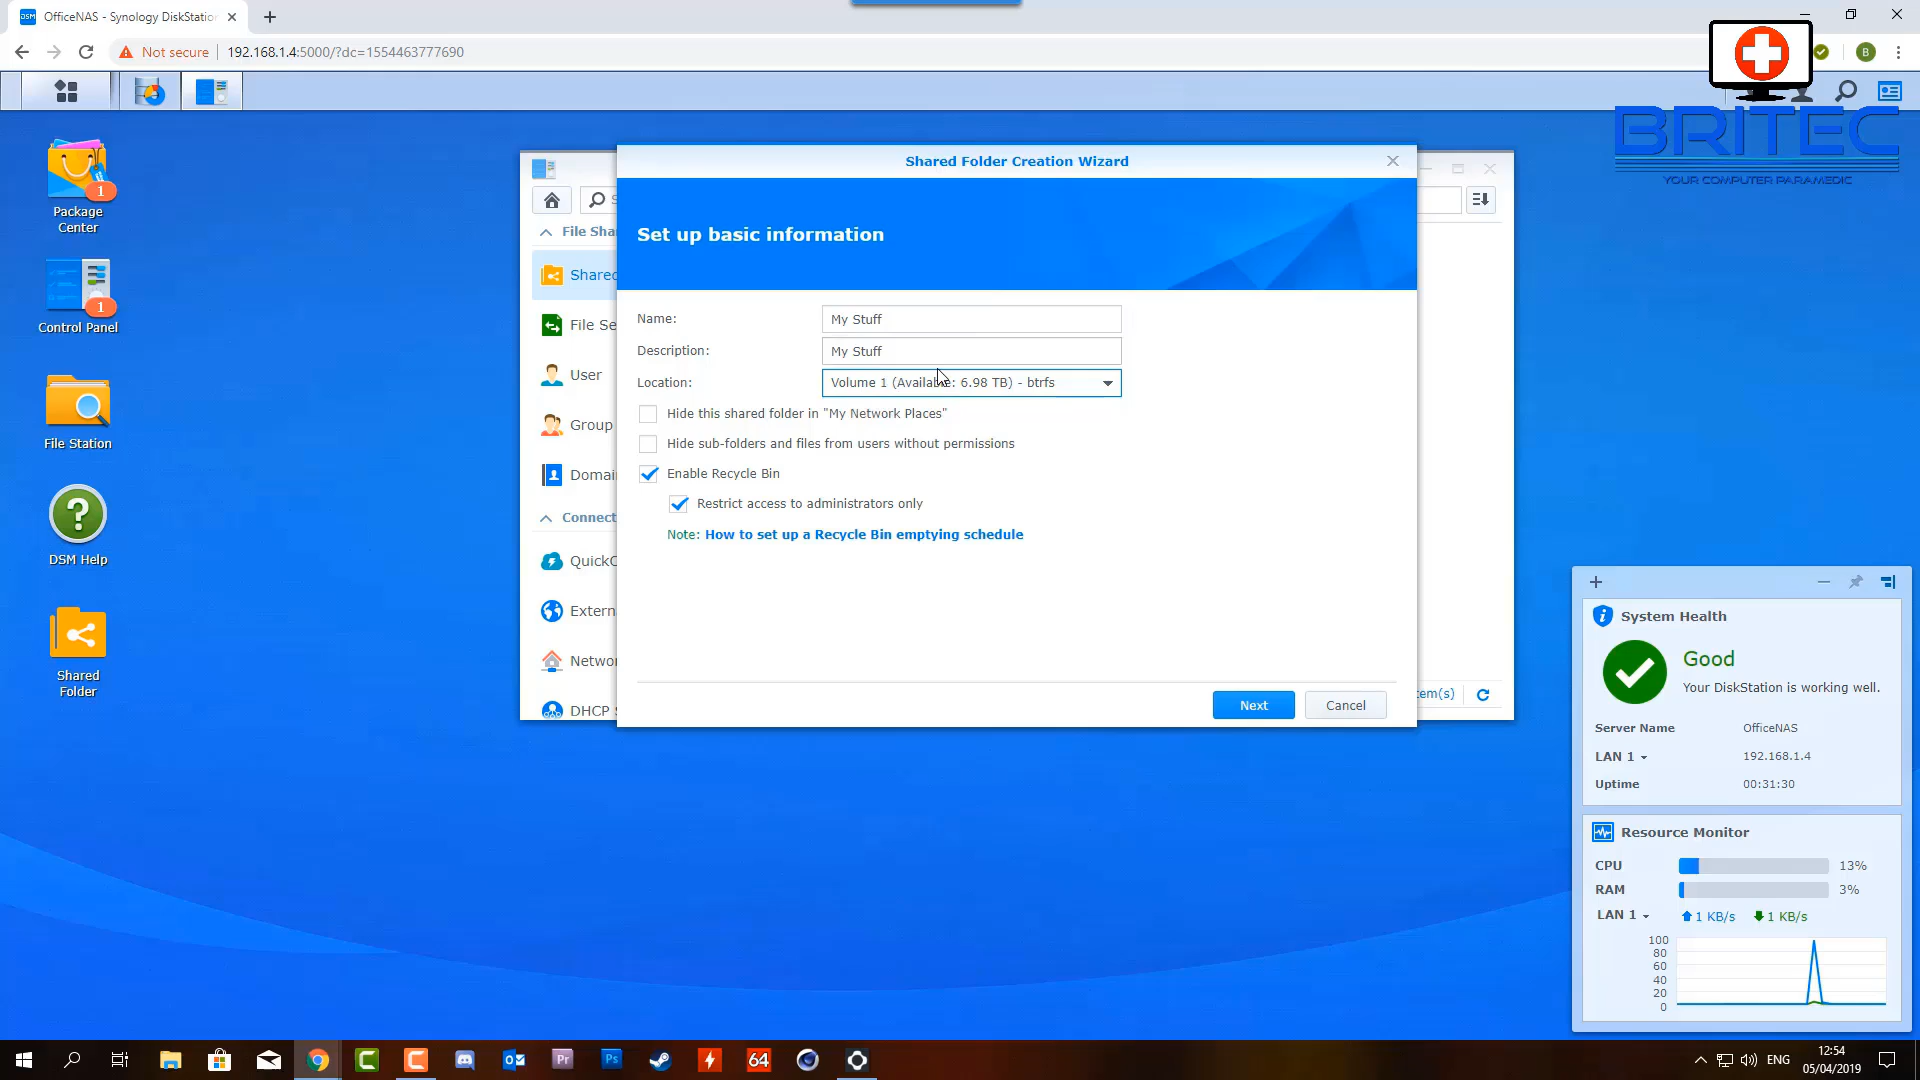 OfficeNAS - Synology DiskStation
Not secure
192.168.1.4:5000/?dc=1554463777690
B
BRITEC
YOUR COMPUTER PARAMEDIC
1
Package
Center
1
Control Panel
File Station
DSM Help
Shared
Folder
Shared Folder Creation Wizard
Set up basic information
File Sha
Shared
File Se
User
Group
Domai
Connect
QuickC
Extern
Networ
DHCP
Name:
My Stuff
Description:
My Stuff
Location:
Volume 1 (Available: 6.98 TB) - btrfs
Hide this shared folder in "My Network Places"
Hide sub-folders and files from users without permissions
Enable Recycle Bin
Restrict access to administrators only
Note: How to set up a Recycle Bin emptying schedule
Next
Cancel
tem(s)
System Health
Good
Your DiskStation is working well.
Server Name OfficeNAS
LAN 1 192.168.1.4
Uptime 00:31:30
Resource Monitor
CPU 13%
RAM 3%
LAN 1 1 KB/s 1 KB/s
100
80
60
40
20
0
Pr
Ps
64
ENG
12:54
05/04/2019